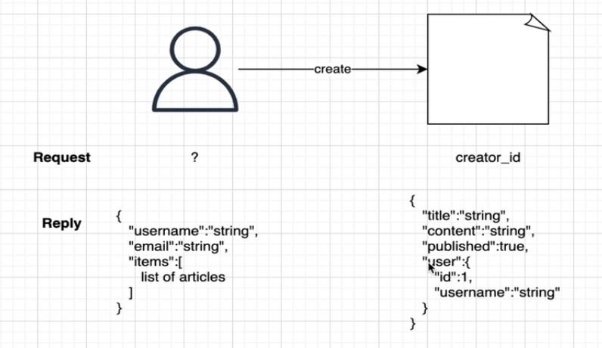 create
Request ? creator_id
Reply
{
"username":"string",
"email":"string",
"items":[
list of articles
]
}
{
"title":"string",
"content":"string",
"published":true,
"user":{
"id":1,
"username":"string"
}
}